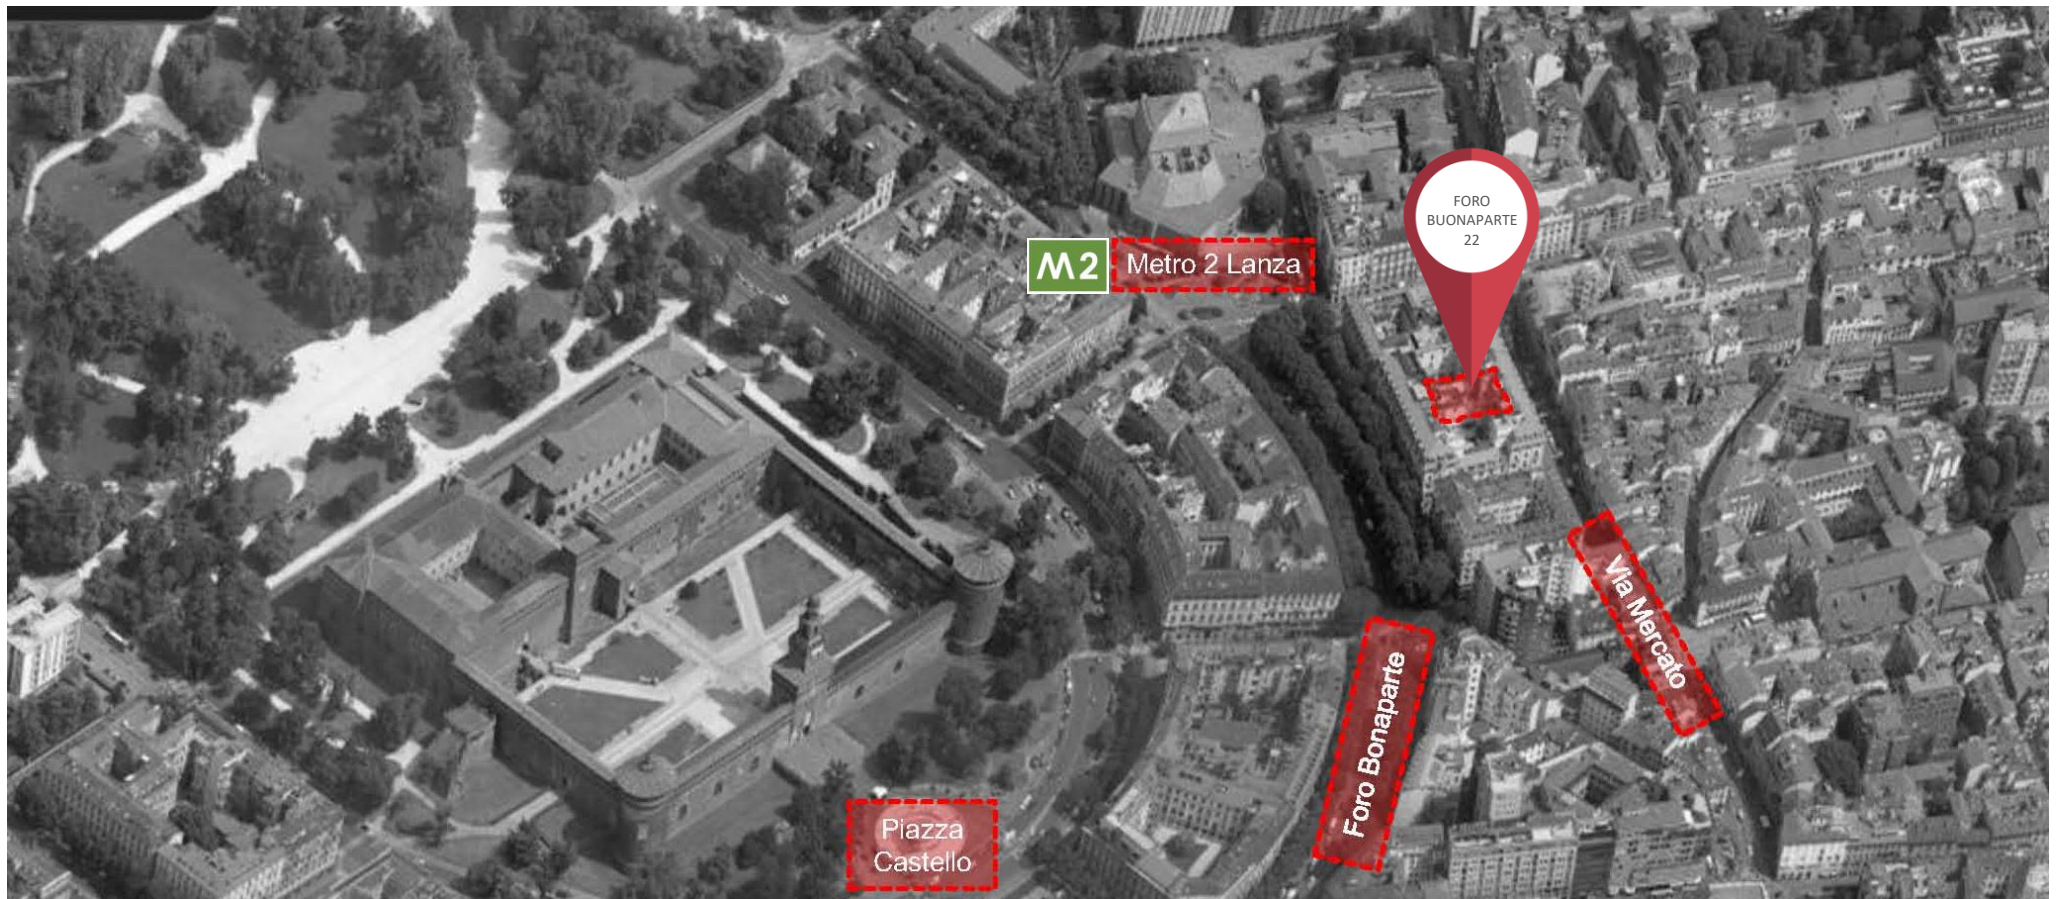 FORO
BUONAPARTE
22
M2
Metro 2 Lanza
Via Mercato
Foro Bonaparte
Piazza
Castello